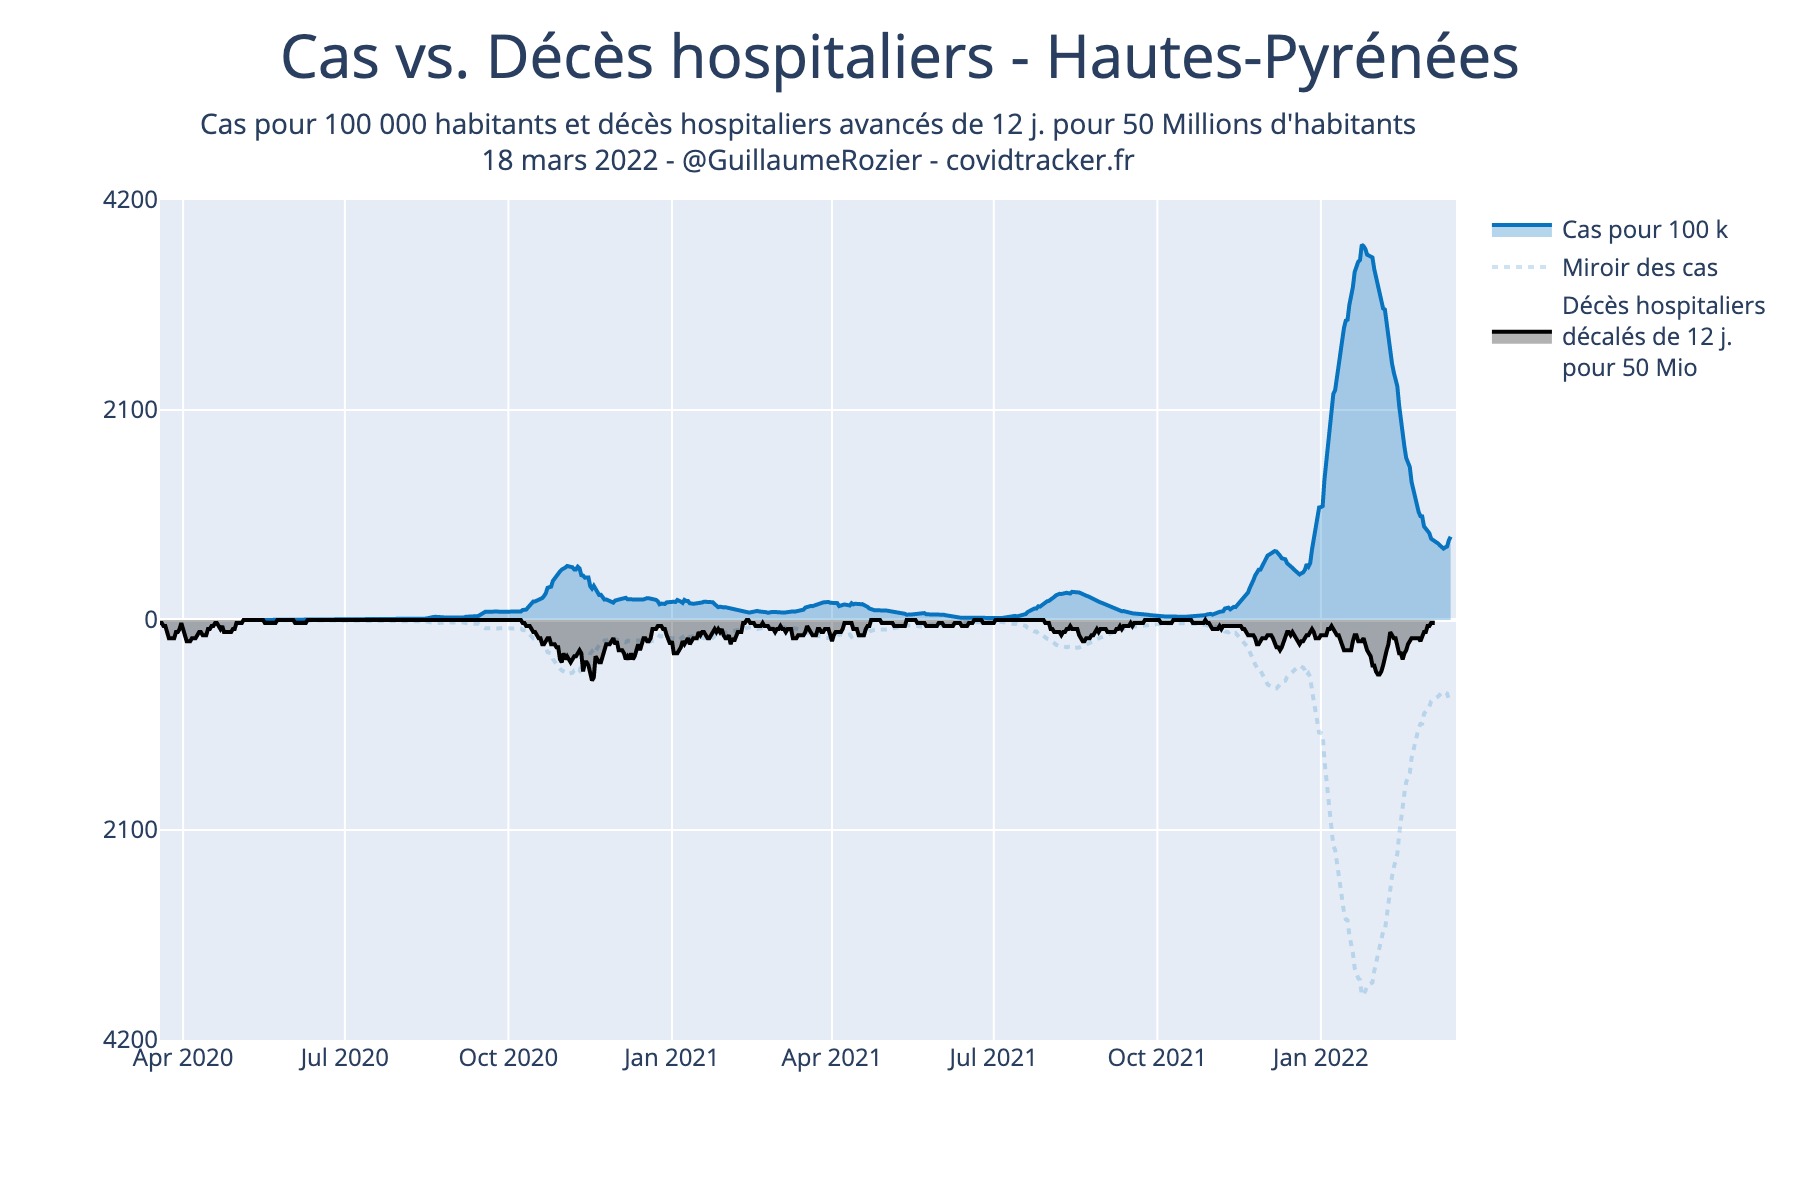 Cas vs. Décès hospitaliers - Hautes-Pyrénées
Cas pour 100 000 habitants et décès hospitaliers avancés de 12 j. pour 50 Millions d'habitants
18 mars 2022 - @GuillaumeRozier - covidtracker.fr
4200
2100
0
2100
4200
Apr 2020
Jul 2020
Oct 2020
Jan 2021
Apr 2021
Jul 2021
Oct 2021
Jan 2022
Cas pour 100 k
Miroir des cas
Décès hospitaliers
décalés de 12 j.
pour 50 Mio